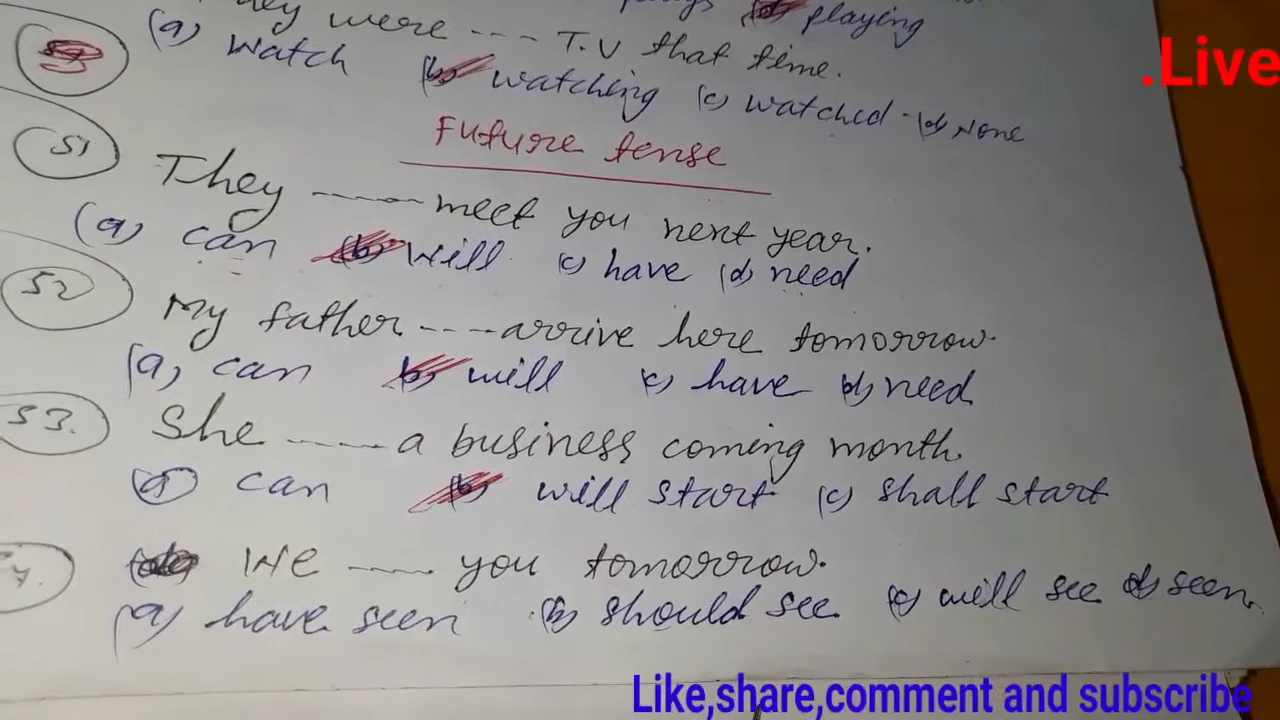 they were --- T.V that time.
playing
(a) watch (b) watching (c) watched (d) None
.Live
Future tense
51 They ------ meet you next year.
(a) can (b) will (c) have (d) need
52 My father ---- arrive here tomorrow.
(a) can (b) will (c) have (d) need
53. She ------ a business coming month.
(a) can (b) will start (c) shall start
We ----- you tomorrow.
(a) have seen (b) should see (c) will see (d) seen.
Like,share,comment and subscribe